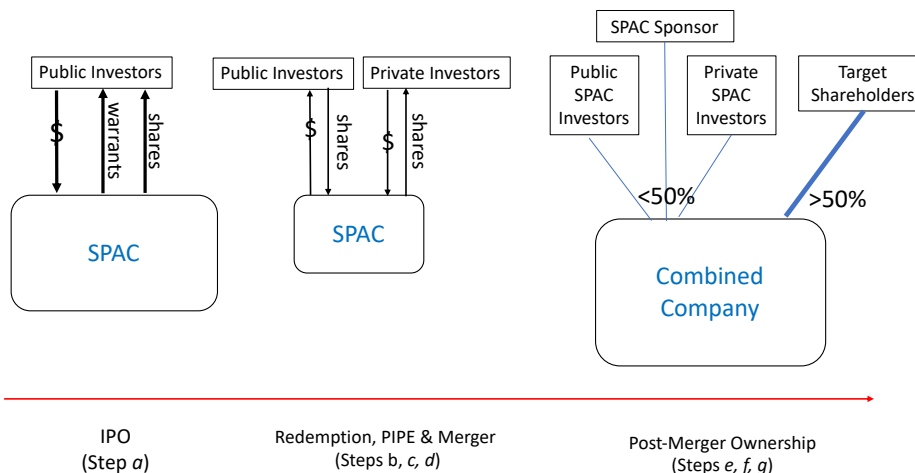 SPAC Sponsor
Public Investors
$
warrants
shares
SPAC
Public Investors
Private Investors
$
shares
$
shares
SPAC
Public
SPAC
Investors
Private
SPAC
Investors
Target
Shareholders
<50%
>50%
Combined
Company
IPO
(Step a)
Redemption, PIPE & Merger
(Steps b, c, d)
Post-Merger Ownership
(Steps e, f, g)